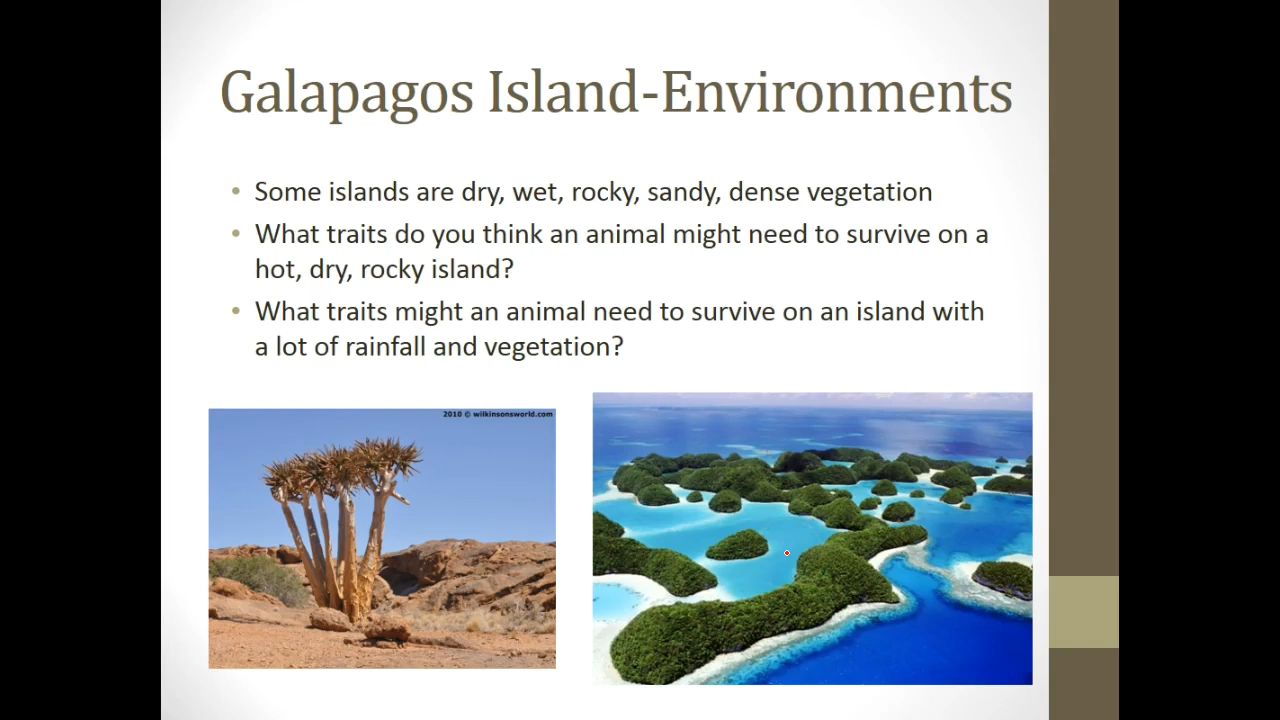 Galapagos Island-Environments
• Some islands are dry, wet, rocky, sandy, dense vegetation
• What traits do you think an animal might need to survive on a
hot, dry, rocky island?
• What traits might an animal need to survive on an island with
a lot of rainfall and vegetation?
2010 © wilkinsonsworld.com